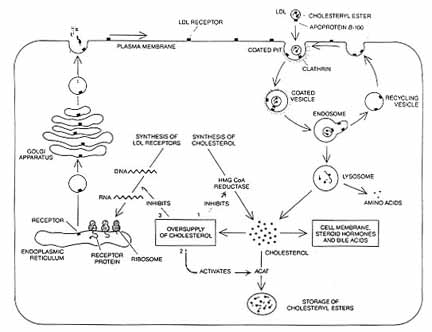 LDL
CHOLESTERYL ESTER
APOPROTEIN B-100
LDL RECEPTOR
PLASMA MEMBRANE
COATED PIT
CLATHRIN
COATED
VESICLE
RECYCLING
VESICLE
ENDOSOME
GOLGI
APPARATUS
SYNTHESIS OF
LDL RECEPTORS
SYNTHESIS OF
CHOLESTEROL
LYSOSOME
DNA
HMG CoA
REDUCTASE
AMINO ACIDS
RNA
INHIBITS
INHIBITS
3
1
RECEPTOR
OVERSUPPLY
OF CHOLESTEROL
CELL MEMBRANE,
STEROID HORMONES
AND BILE ACIDS
CHOLESTEROL
2
ENDOPLASMIC
RETICULUM
RECEPTOR
PROTEIN
RIBOSOME
ACTIVATES
ACAT
STORAGE OF
CHOLESTERYL ESTERS